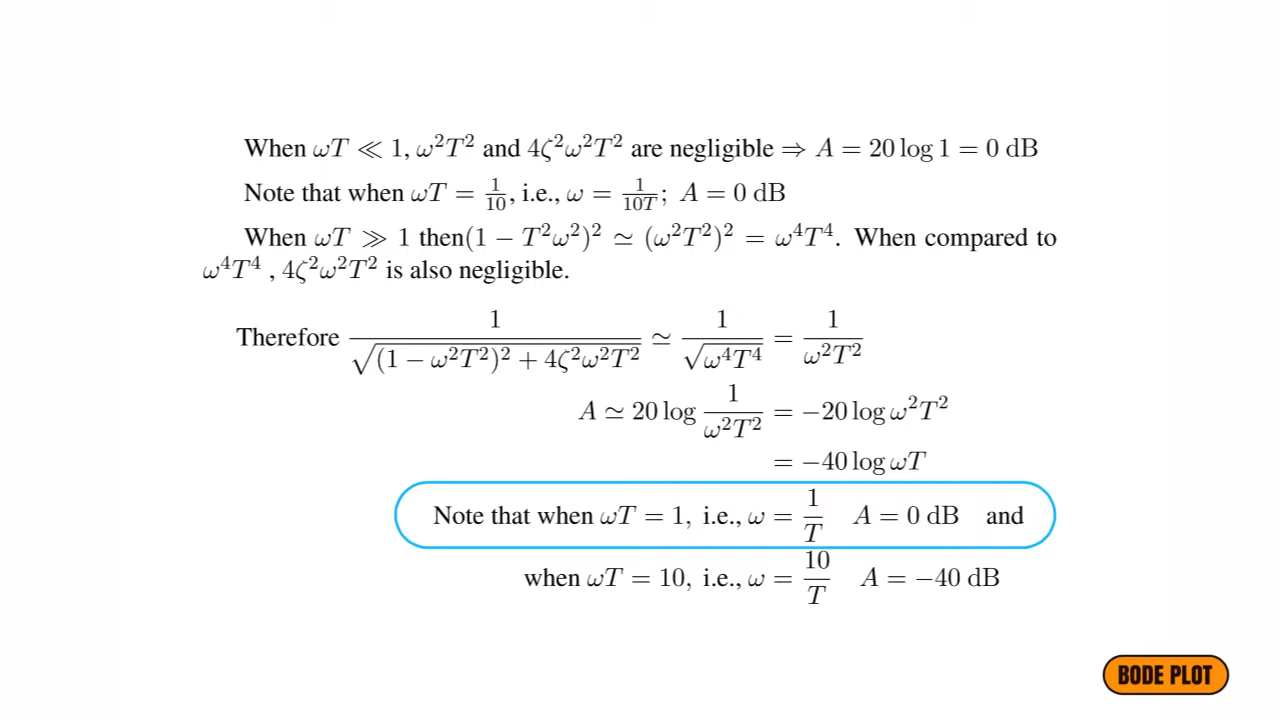 When ωT ≪ 1, ω²T² and 4ζ²ω²T² are negligible ⇒ A = 20 log 1 = 0 dB
Note that when ωT = 1/10, i.e., ω = 1/10T; A = 0 dB
When ωT ≫ 1 then(1 − T²ω²)² ≃ (ω²T²)² = ω⁴T⁴. When compared to
ω⁴T⁴ , 4ζ²ω²T² is also negligible.
Therefore 1/√((1 − ω²T²)² + 4ζ²ω²T²) ≃ 1/√(ω⁴T⁴) = 1/ω²T²
A ≃ 20 log 1/ω²T² = −20 log ω²T²
= −40 log ωT
Note that when ωT = 1, i.e., ω = 1/T A = 0 dB and
when ωT = 10, i.e., ω = 10/T A = −40 dB
BODE PLOT